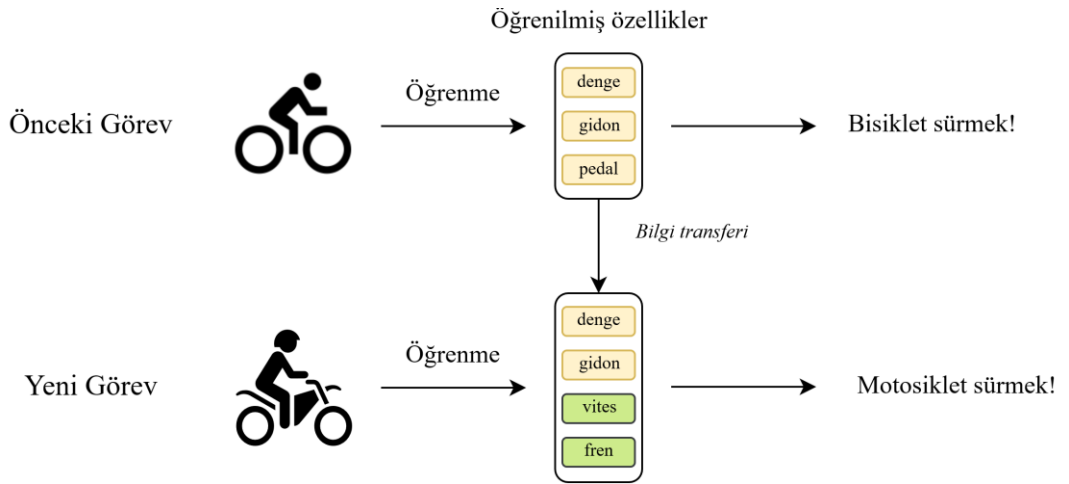 Öğrenilmiş özellikler
Önceki Görev
Öğrenme
denge
gidon
pedal
Bisiklet sürmek!
Bilgi transferi
Yeni Görev
Öğrenme
denge
gidon
vites
fren
Motosiklet sürmek!